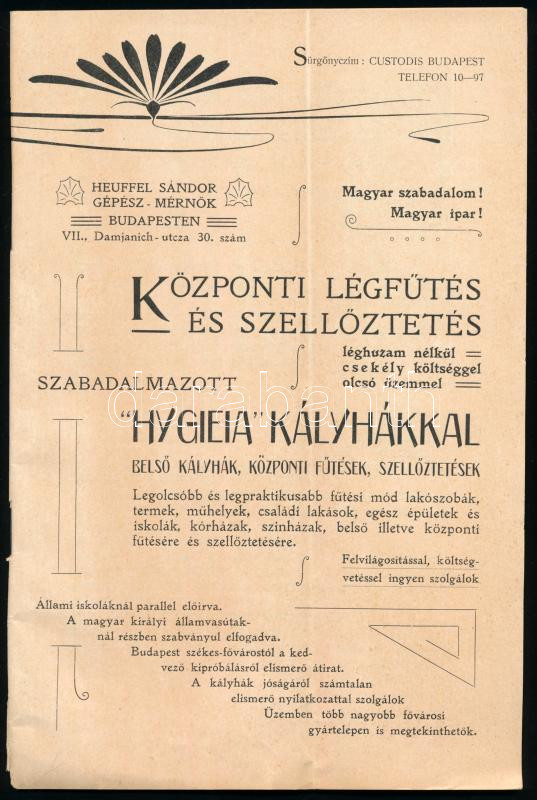 Sürgönyczím: CUSTODIS BUDAPEST
TELEFON 10—97
HEUFFEL SÁNDOR
GÉPÉSZ-MÉRNÖK
BUDAPESTEN
VII., Damjanich-utcza 30. szám
Magyar szabadalom!
Magyar ipar!
KÖZPONTI LÉGFŰTÉS
ÉS SZELLŐZTETÉS
léghuzam nélkül
csekély költséggel
olcsó üzemmel
SZABADALMAZOTT
"HYGIEIA" KÁLYHÁKKAL
BELSŐ KÁLYHÁK, KÖZPONTI FŰTÉSEK, SZELLŐZTETÉSEK
Legolcsóbb és legpraktikusabb fűtési mód lakószobák,
termek, műhelyek, családi lakások, egész épületek és
iskolák, kórházak, szinházak, belső illetve központi
fűtésére és szellőztetésére.
Felvilágosítással, költség-
vetéssel ingyen szolgálok
Állami iskoláknál parallel előirva.
A magyar királyi államvasútak-
nál részben szabványul elfogadva.
Budapest székes-fővárostól a ked-
vező kipróbálásról elismerő átirat.
A kályhák jóságáról számtalan
elismerő nyilatkozattal szolgálok
Üzemben több nagyobb fővárosi
gyártelepen is megtekinthetők.
darabanth